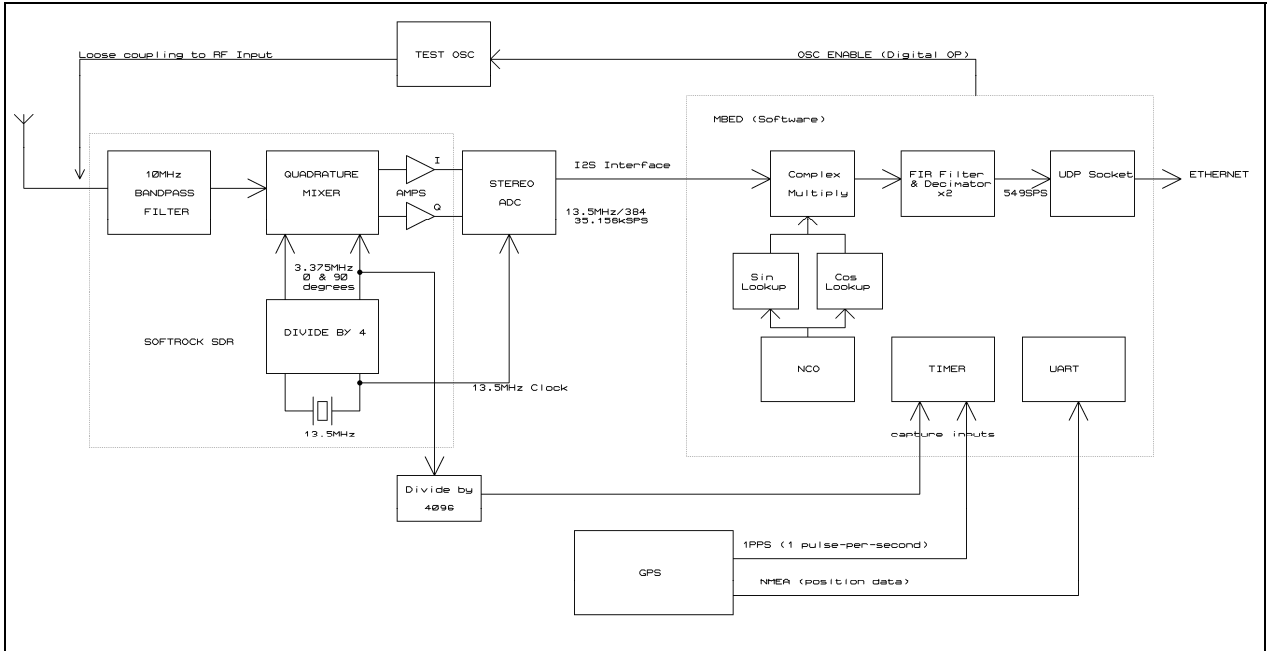 TEST OSC
Loose coupling to RF Input
OSC ENABLE (Digital OP)
MBED (Software)
10MHz
BANDPASS
FILTER
QUADRATURE
MIXER
I
AMPS
Q
STEREO
ADC
I2S Interface
13.5MHz/384
35.156kSPS
Complex
Multiply
FIR Filter
& Decimator
x2
549SPS
UDP Socket
ETHERNET
3.375MHz
0 & 90
degrees
Sin
Lookup
Cos
Lookup
DIVIDE BY 4
SOFTROCK SDR
NCO
TIMER
UART
13.5MHz Clock
13.5MHz
capture inputs
Divide by
4096
1PPS (1 pulse-per-second)
GPS
NMEA (position data)